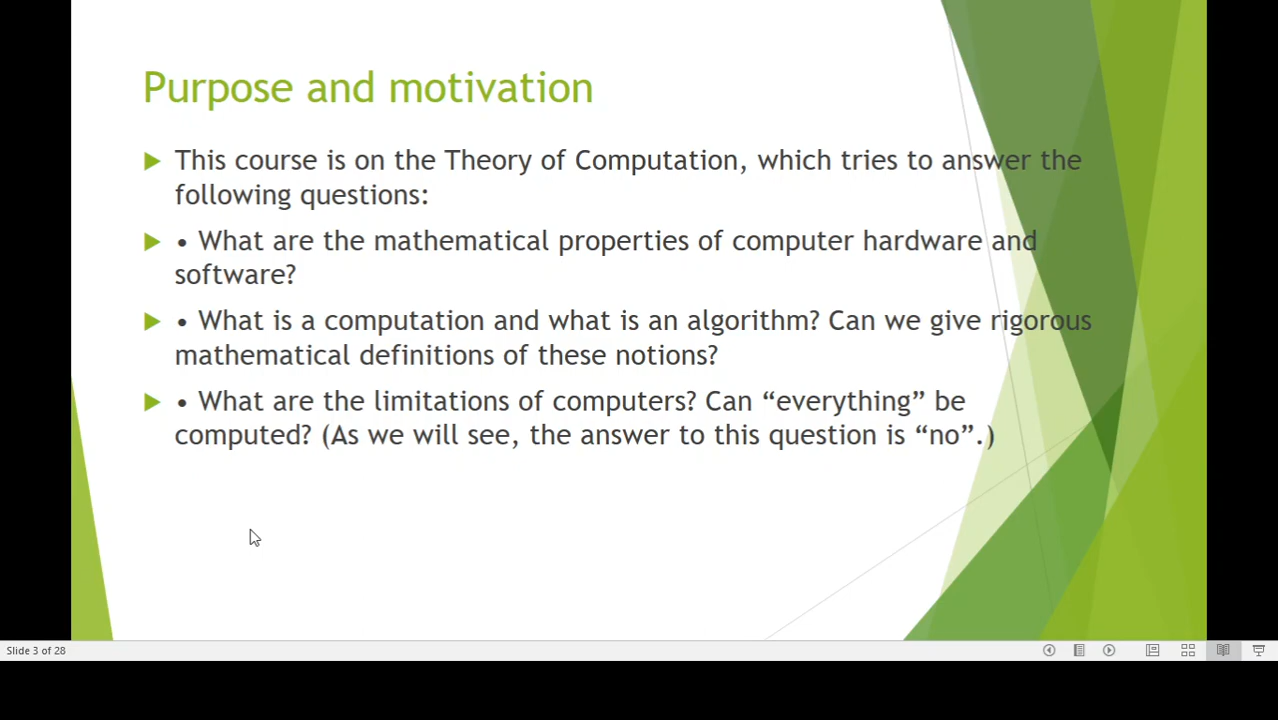 Purpose and motivation
This course is on the Theory of Computation, which tries to answer the
following questions:
• What are the mathematical properties of computer hardware and
software?
• What is a computation and what is an algorithm? Can we give rigorous
mathematical definitions of these notions?
• What are the limitations of computers? Can “everything” be
computed? (As we will see, the answer to this question is “no”.)
Slide 3 of 28